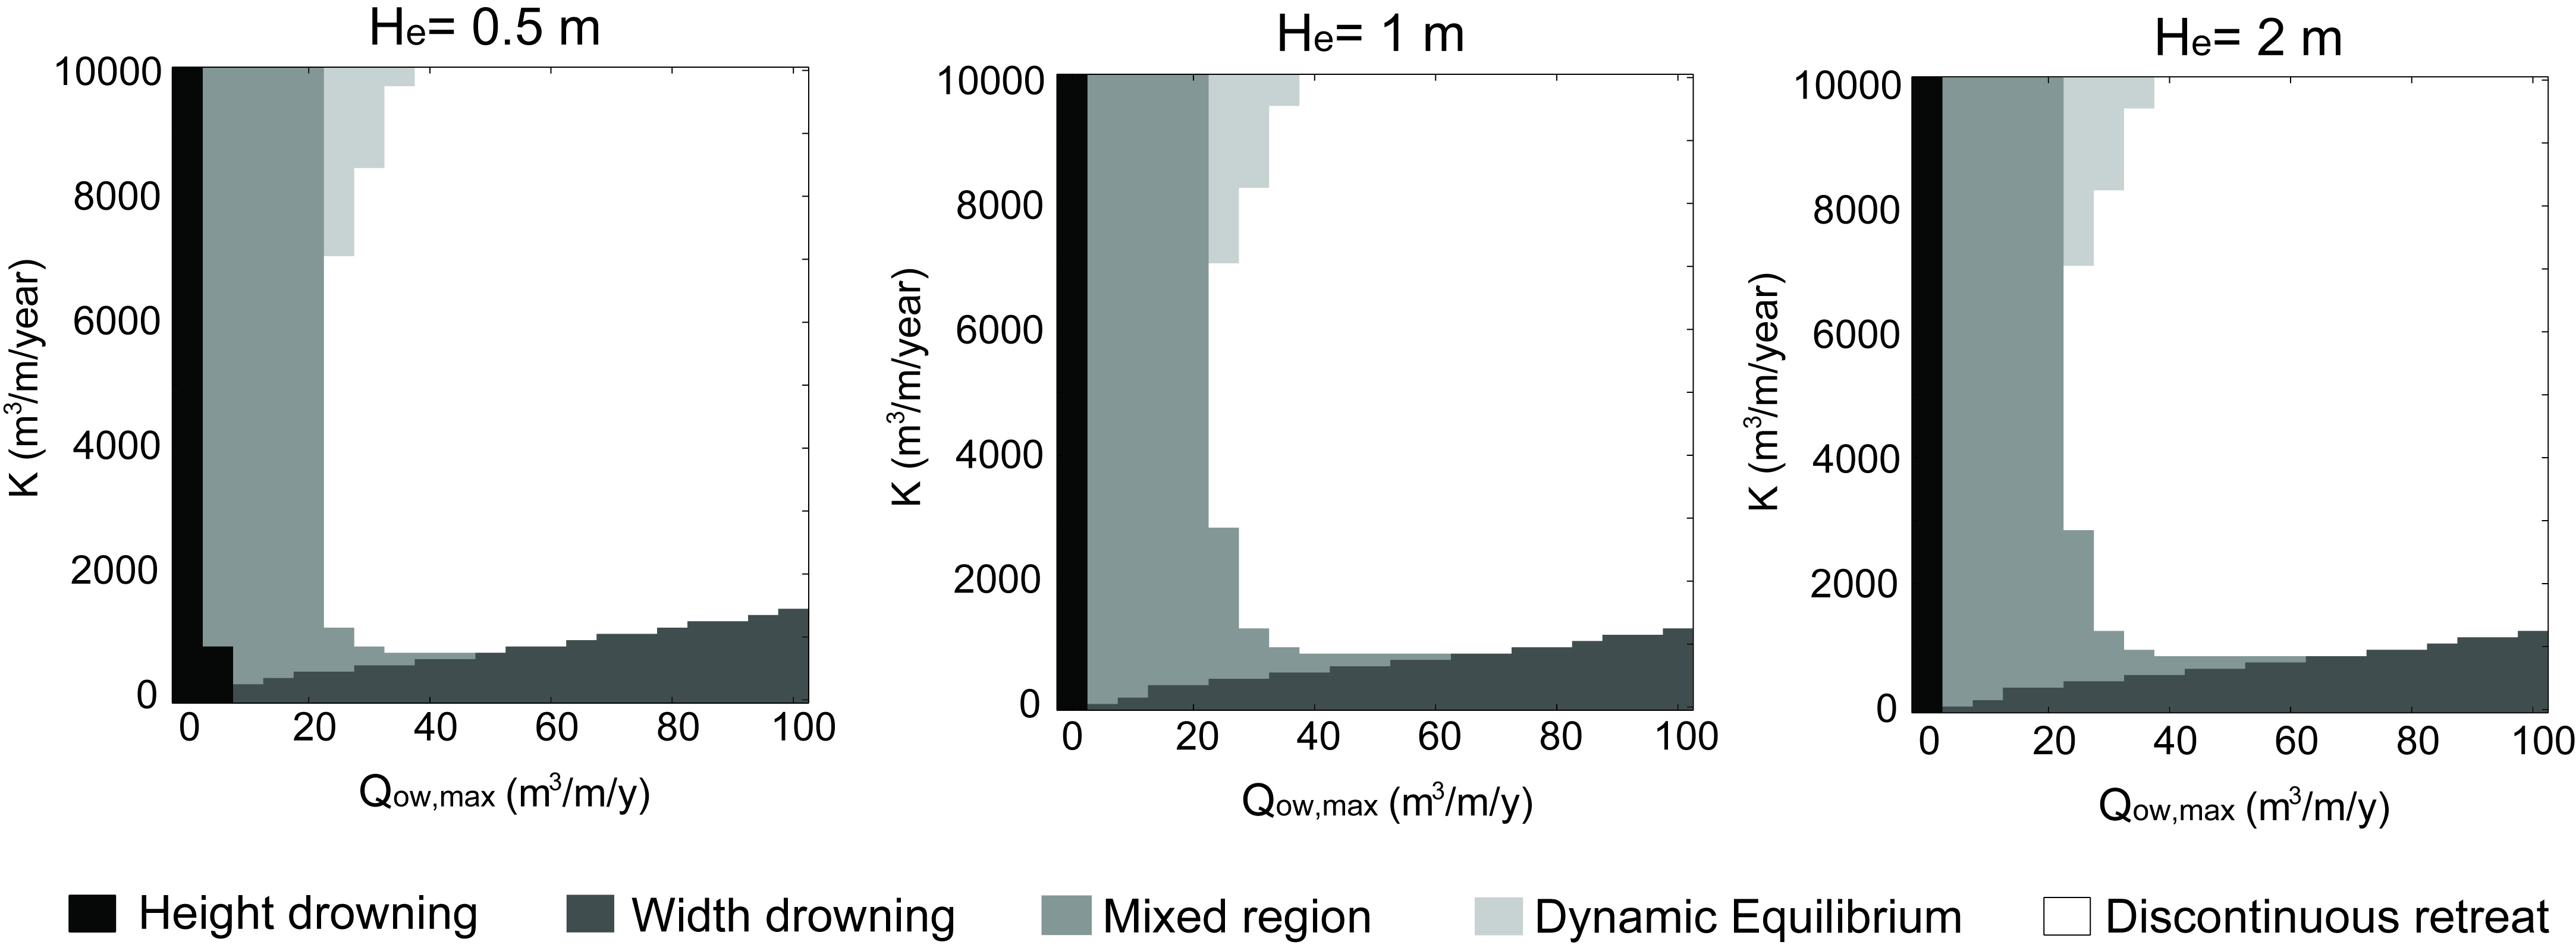 He= 0.5 m
10000
8000
6000
4000
2000
0
K (m³/m/year)
0 20 40 60 80 100
Qow,max (m³/m/y)
He= 1 m
10000
8000
6000
4000
2000
0
K (m³/m/year)
0 20 40 60 80 100
Qow,max (m³/m/y)
He= 2 m
10000
8000
6000
4000
2000
0
K (m³/m/year)
0 20 40 60 80 100
Qow,max (m³/m/y)
Height drowning Width drowning Mixed region Dynamic Equilibrium Discontinuous retreat